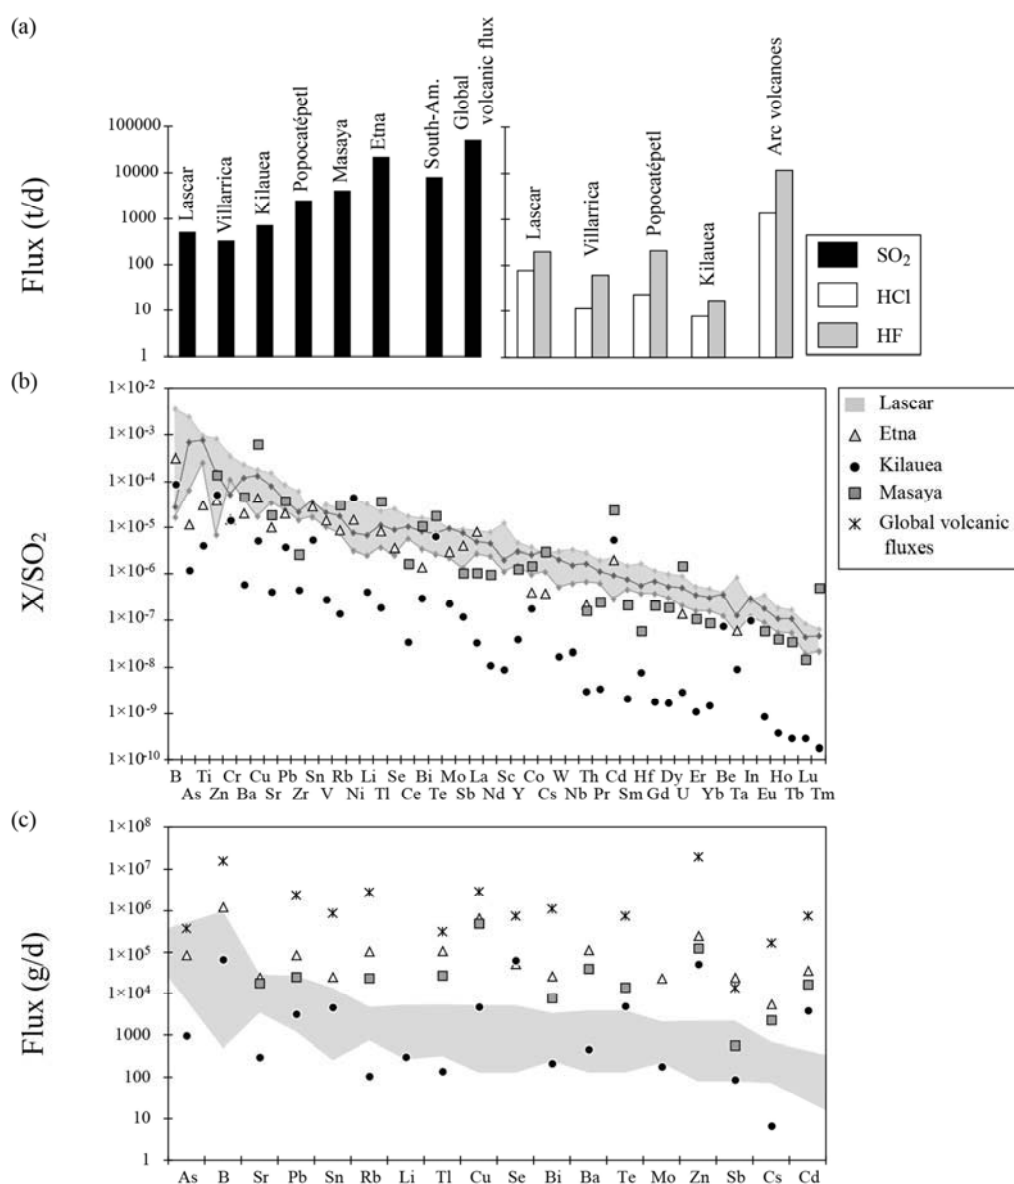 (a)
Flux (t/d)
100000
10000
1000
100
10
1
Lascar
Villarrica
Kilauea
Popocatépetl
Masaya
Etna
South-Am.
Global
volcanic flux
Lascar
Villarrica
Popocatépetl
Kilauea
Arc volcanoes
SO₂
HCl
HF
(b)
X/SO₂
1×10⁻²
1×10⁻³
1×10⁻⁴
1×10⁻⁵
1×10⁻⁶
1×10⁻⁷
1×10⁻⁸
1×10⁻⁹
1×10⁻¹⁰
Lascar
Etna
Kilauea
Masaya
Global volcanic
fluxes
B Ti Cr Cu Pb Sn Rb Li Se Bi Mo La Sc Co W Th Cd Hf Dy Er Be In Ho Lu
As Zn Ba Sr Zr V Ni Tl Ce Te Sb Nd Y Cs Nb Pr Sm Gd U Yb Ta Eu Tb Tm
(c)
Flux (g/d)
1×10⁸
1×10⁷
1×10⁶
1×10⁵
1×10⁴
1000
100
10
1
As B Sr Pb Sn Rb Li Tl Cu Se Bi Ba Te Mo Zn Sb Cs Cd